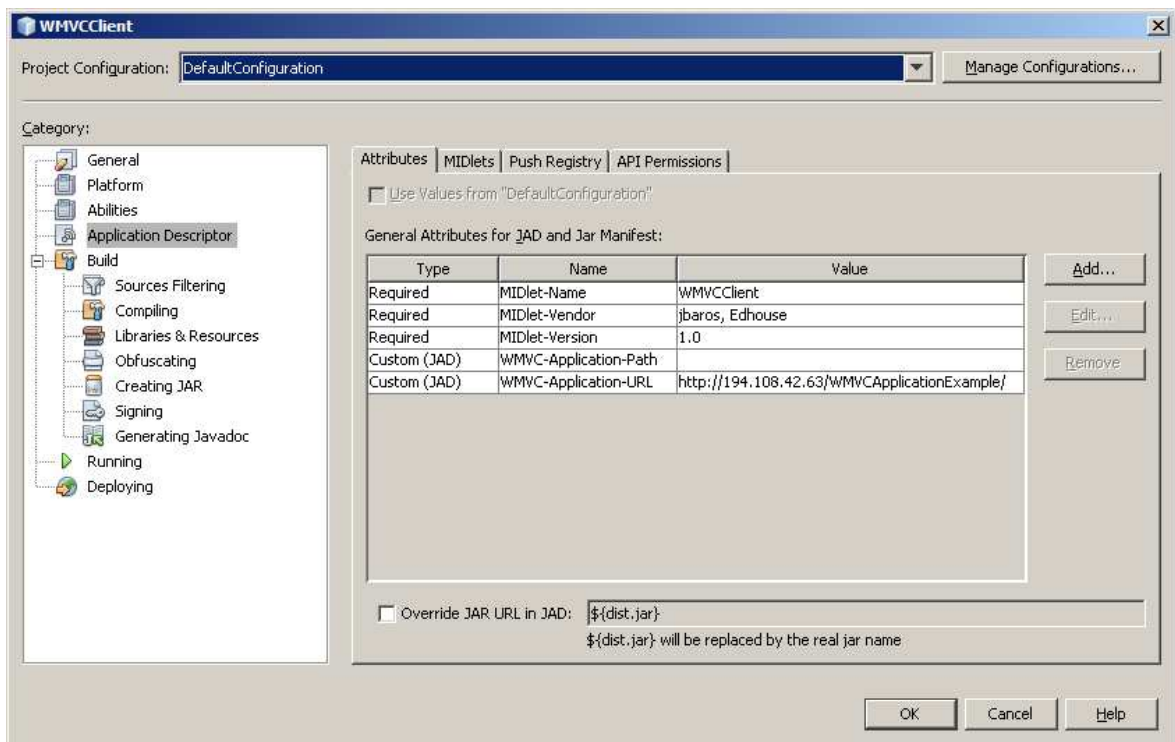 WMVCClient
Project Configuration: DefaultConfiguration Manage Configurations...
Category:
General
Platform
Abilities
Application Descriptor
Build
Sources Filtering
Compiling
Libraries & Resources
Obfuscating
Creating JAR
Signing
Generating Javadoc
Running
Deploying
Attributes MIDlets Push Registry API Permissions
Use Values from "DefaultConfiguration"
General Attributes for JAD and Jar Manifest:
Type Name Value
Required MIDlet-Name WMVCClient
Required MIDlet-Vendor jbaros, Edhouse
Required MIDlet-Version 1.0
Custom (JAD) WMVC-Application-Path
Custom (JAD) WMVC-Application-URL http://194.108.42.63/WMVCApplicationExample/
Add...
Edit...
Remove
Override JAR URL in JAD: ${dist.jar}
${dist.jar} will be replaced by the real jar name
OK Cancel Help